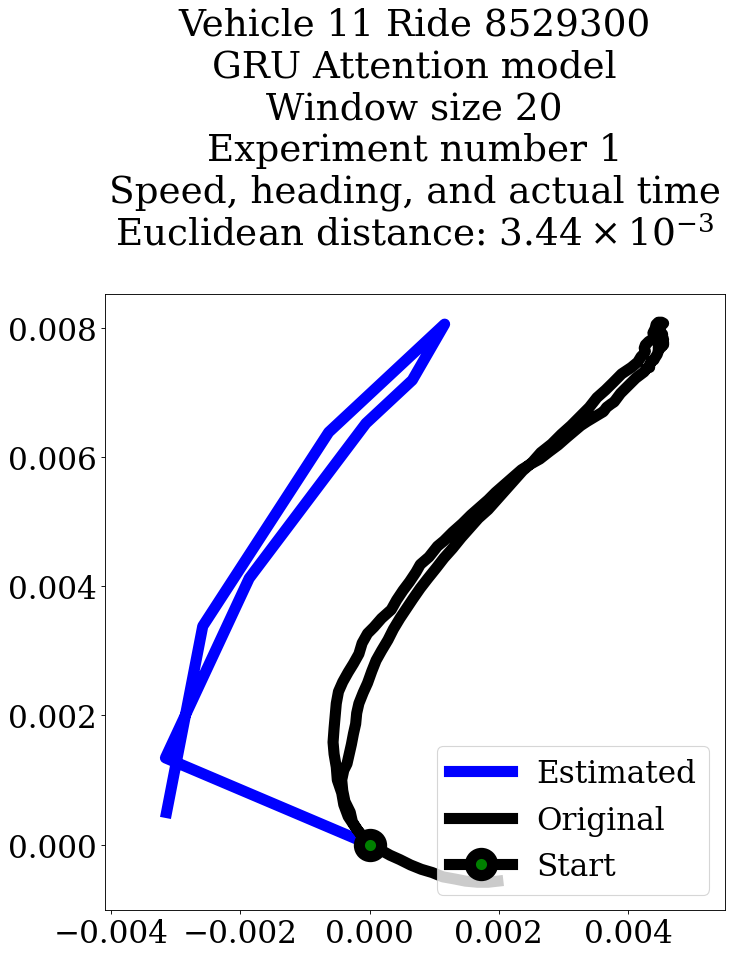 Vehicle 11 Ride 8529300
GRU Attention model
Window size 20
Experiment number 1
Speed, heading, and actual time
Euclidean distance: 3.44 × 10⁻³
0.008
0.006
0.004
0.002
0.000
Estimated
Original
Start
−0.004 −0.002 0.000 0.002 0.004